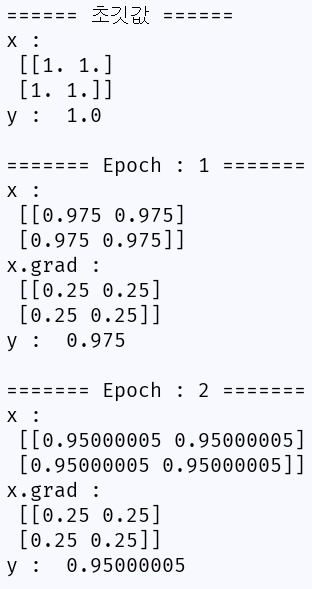 ====== 초깃값 ======
x :
 [[1. 1.]
 [1. 1.]]
y :  1.0

======= Epoch : 1 =======
x :
 [[0.975 0.975]
 [0.975 0.975]]
x.grad :
 [[0.25 0.25]
 [0.25 0.25]]
y :  0.975

======= Epoch : 2 =======
x :
 [[0.95000005 0.95000005]
 [0.95000005 0.95000005]]
x.grad :
 [[0.25 0.25]
 [0.25 0.25]]
y :  0.95000005